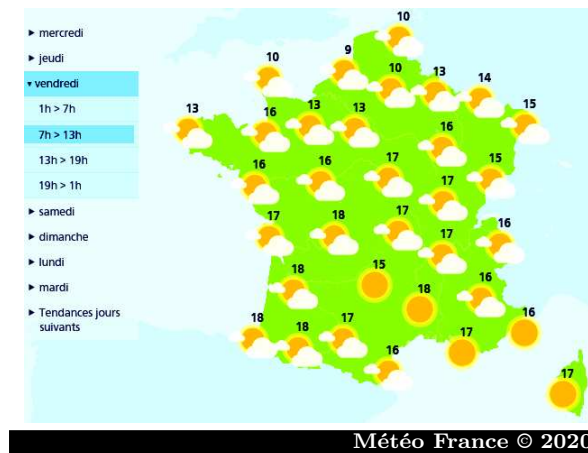 ► mercredi
► jeudi
▾ vendredi
1h > 7h
7h > 13h
13h > 19h
19h > 1h
► samedi
► dimanche
► lundi
► mardi
► Tendances jours
suivants
10
9
10
10
13
14
13
16
13
13
15
16
16
16
17
15
17
17
18
17
16
17
18
15
18
16
16
18
18
17
17
16
17
Météo France © 2020